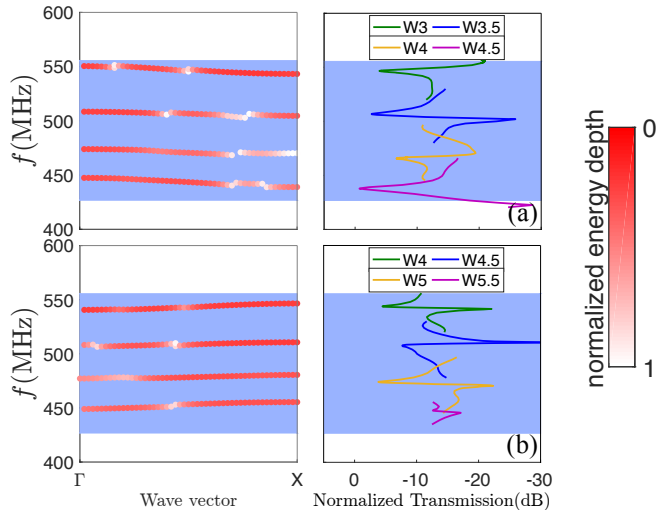 600
550
500
450
400
f(MHz)
W3 W3.5
W4 W4.5
(a)
600
550
500
450
400
f(MHz)
Γ X
Wave vector
W4 W4.5
W5 W5.5
(b)
0 -10 -20 -30
Normalized Transmission(dB)
0
1
normalized energy depth